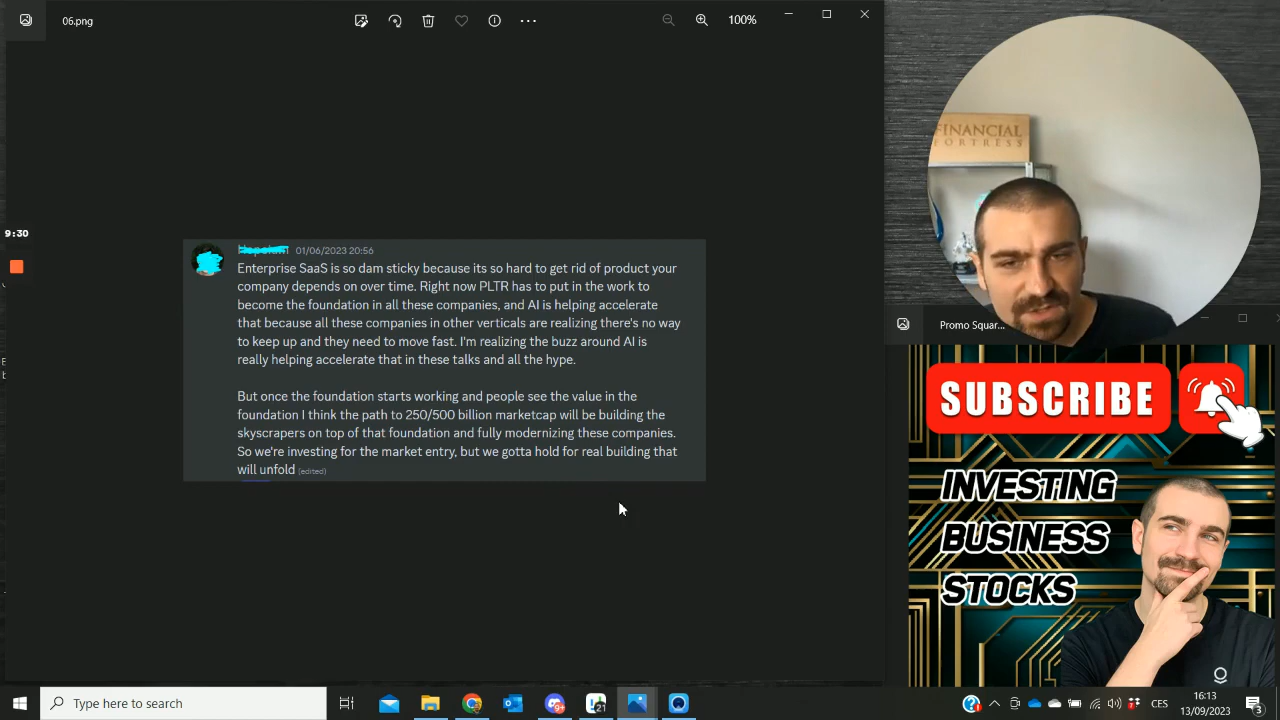 06.png
100%
FINANCIAL
FORTRESS
9:30
01/06/2023 20:56
Enterprise SaaS is so dam sticky because its so hard to get rid of product your
company depends on over time. Right now PLTR has to put in the work to
become the foundation in all these companies, and AI is helping accelerate
that because all these companies in other verticals are realizing there's no way
to keep up and they need to move fast. I'm realizing the buzz around AI is
really helping accelerate that in these talks and all the hype.
But once the foundation starts working and people see the value in the
foundation I think the path to 250/500 billion marketcap will be building the
skyscrapers on top of that foundation and fully modernizing these companies.
So we're investing for the market entry, but we gotta hold for real building that
will unfold (edited)
Promo Squar...
SUBSCRIBE
INVESTING
BUSINESS
STOCKS
Type here to search
21
7
CES
16:13
13/09/2023
3